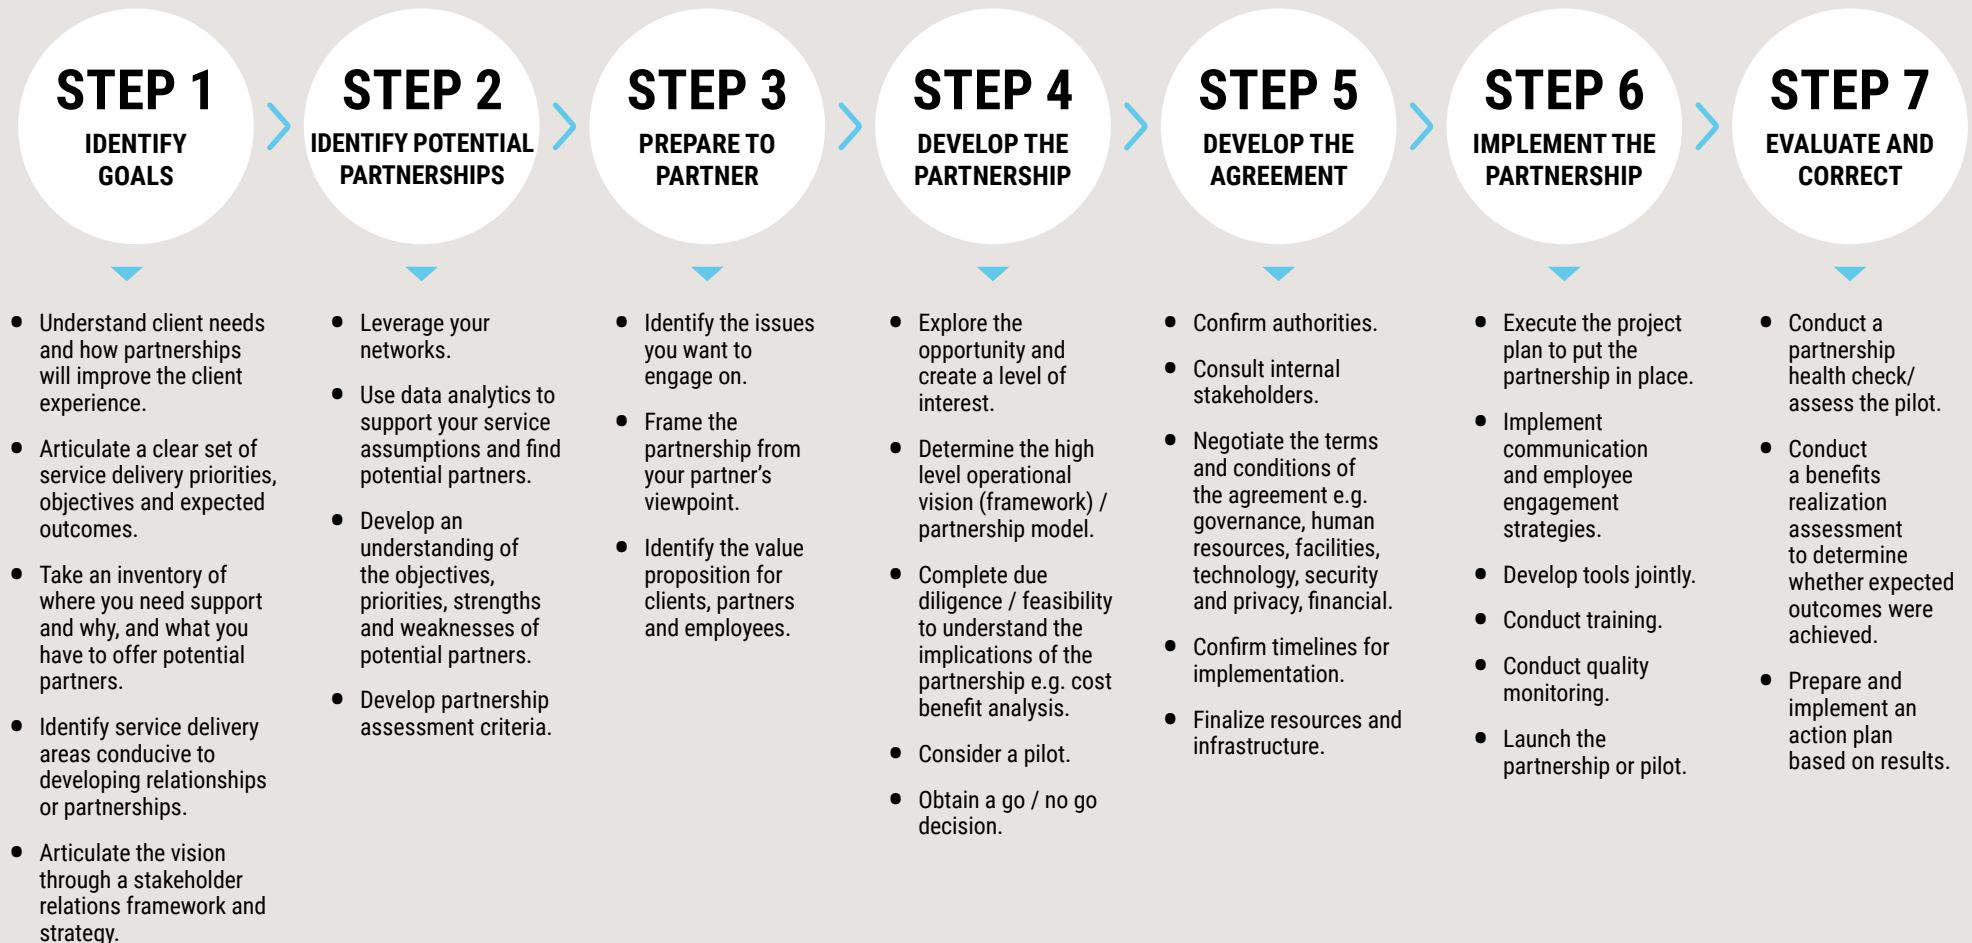 STEP 1
IDENTIFY
GOALS
• Understand client needs
and how partnerships
will improve the client
experience.
• Articulate a clear set of
service delivery priorities,
objectives and expected
outcomes.
• Take an inventory of
where you need support
and why, and what you
have to offer potential
partners.
• Identify service delivery
areas conducive to
developing relationships
or partnerships.
• Articulate the vision
through a stakeholder
relations framework and
strategy.
STEP 2
IDENTIFY POTENTIAL
PARTNERSHIPS
• Leverage your
networks.
• Use data analytics to
support your service
assumptions and find
potential partners.
• Develop an
understanding of
the objectives,
priorities, strengths
and weaknesses of
potential partners.
• Develop partnership
assessment criteria.
STEP 3
PREPARE TO
PARTNER
• Identify the issues
you want to
engage on.
• Frame the
partnership from
your partner’s
viewpoint.
• Identify the value
proposition for
clients, partners
and employees.
STEP 4
DEVELOP THE
PARTNERSHIP
• Explore the
opportunity and
create a level of
interest.
• Determine the high
level operational
vision (framework) /
partnership model.
• Complete due
diligence / feasibility
to understand the
implications of the
partnership e.g. cost
benefit analysis.
• Consider a pilot.
• Obtain a go / no go
decision.
STEP 5
DEVELOP THE
AGREEMENT
• Confirm authorities.
• Consult internal
stakeholders.
• Negotiate the terms
and conditions of
the agreement e.g.
governance, human
resources, facilities,
technology, security
and privacy, financial.
• Confirm timelines for
implementation.
• Finalize resources and
infrastructure.
STEP 6
IMPLEMENT THE
PARTNERSHIP
• Execute the project
plan to put the
partnership in place.
• Implement
communication
and employee
engagement
strategies.
• Develop tools jointly.
• Conduct training.
• Conduct quality
monitoring.
• Launch the
partnership or pilot.
STEP 7
EVALUATE AND
CORRECT
• Conduct a
partnership
health check/
assess the pilot.
• Conduct
a benefits
realization
assessment
to determine
whether expected
outcomes were
achieved.
• Prepare and
implement an
action plan
based on results.